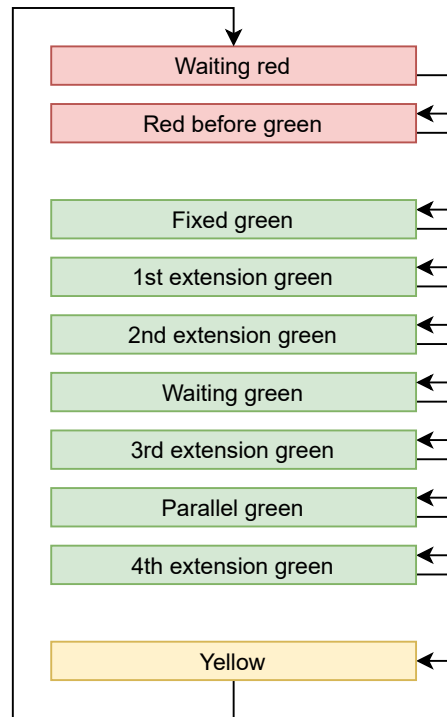 Waiting red
Red before green
Fixed green
1st extension green
2nd extension green
Waiting green
3rd extension green
Parallel green
4th extension green
Yellow